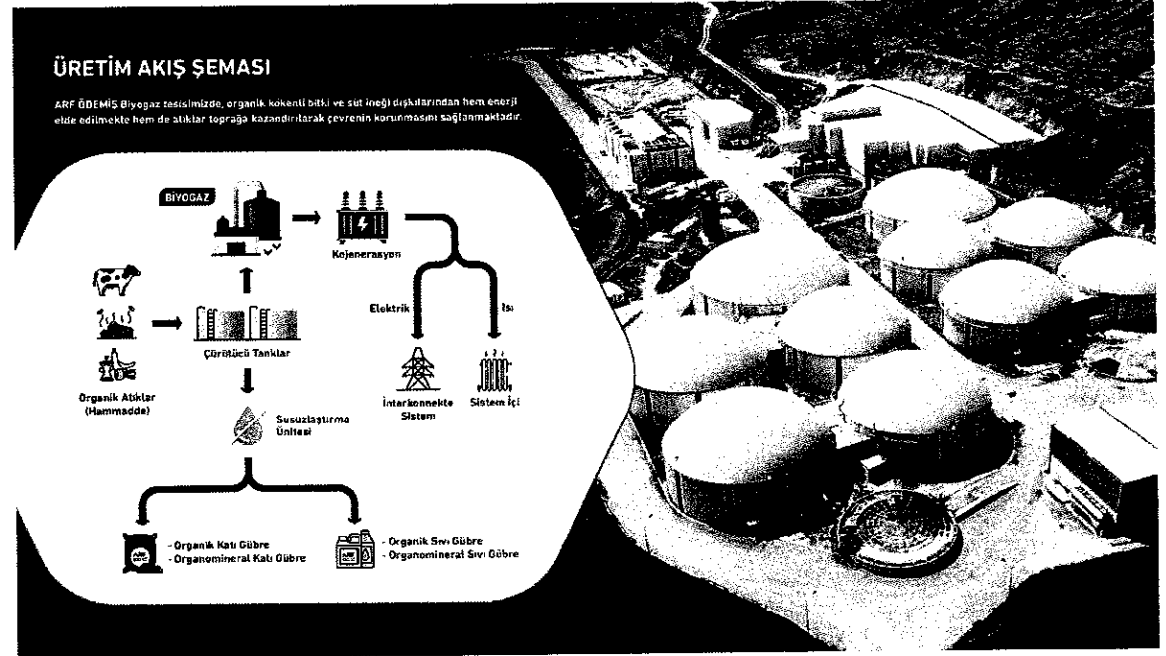 ÜRETİM AKIŞ ŞEMASI
ARF ÖDEMİŞ Biyogaz tesisimizde, organik kökenli bitki ve süt ineği dışkılarından hem enerji
elde edilmekte hem de atıklar toprağa kazandırılarak çevrenin korunmasını sağlanmaktadır.
BİYOGAZ
Kojenerasyon
Elektrik
Isı
Çürütücü Tanklar
Organik Atıklar
(Hammadde)
İnterkonnekte
Sistem
Sistem İçi
Susuzlaştırma
Ünitesi
- Organik Katı Gübre
- Organomineral Katı Gübre
- Organik Sıvı Gübre
- Organomineral Sıvı Gübre